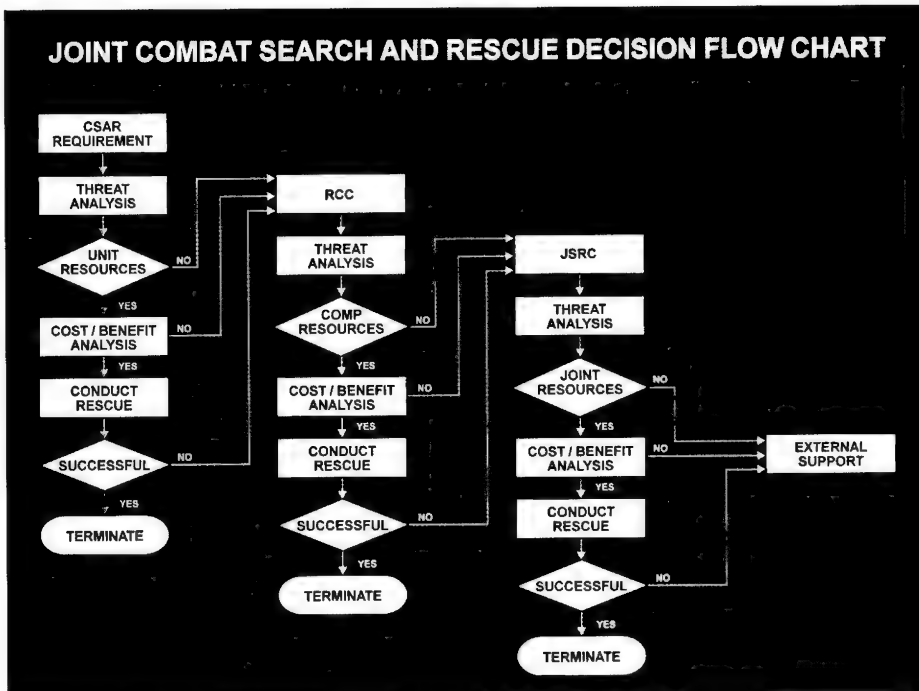 JOINT COMBAT SEARCH AND RESCUE DECISION FLOW CHART
CSAR
REQUIREMENT
THREAT
ANALYSIS
UNIT
RESOURCES
NO
YES
COST / BENEFIT
ANALYSIS
NO
YES
CONDUCT
RESCUE
SUCCESSFUL
NO
YES
TERMINATE
RCC
THREAT
ANALYSIS
COMP
RESOURCES
NO
YES
COST / BENEFIT
ANALYSIS
NO
YES
CONDUCT
RESCUE
SUCCESSFUL
NO
YES
TERMINATE
JSRC
THREAT
ANALYSIS
JOINT
RESOURCES
NO
YES
COST / BENEFIT
ANALYSIS
NO
YES
CONDUCT
RESCUE
SUCCESSFUL
NO
YES
TERMINATE
EXTERNAL
SUPPORT